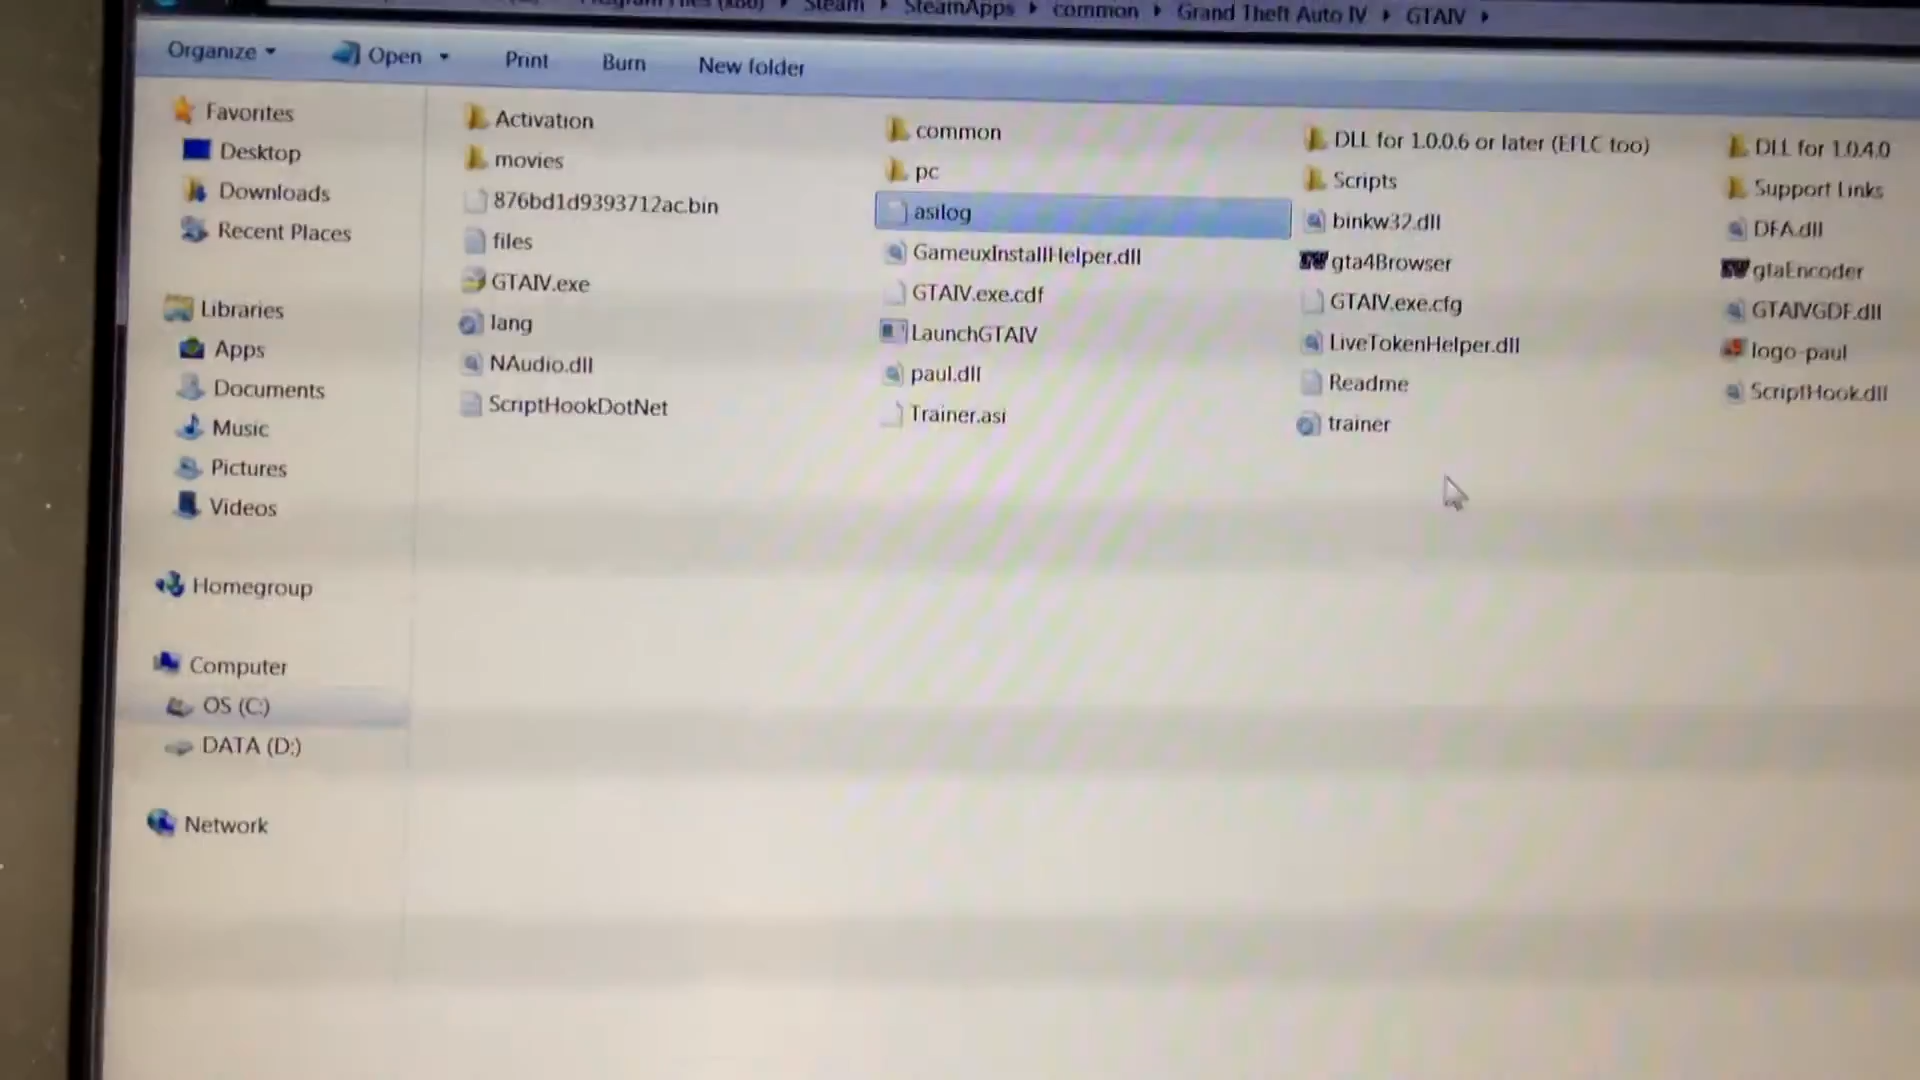 Program Files (x86) Steam SteamApps common Grand Theft Auto IV GTAIV
Organize Open Print Burn New folder
Favorites
Desktop
Downloads
Recent Places
Libraries
Apps
Documents
Music
Pictures
Videos
Homegroup
Computer
OS (C:)
DATA (D:)
Network
Activation
movies
876bd1d9393712ac.bin
files
GTAIV.exe
lang
NAudio.dll
ScriptHookDotNet
common
pc
asilog
GameuxInstallHelper.dll
GTAIV.exe.cdf
LaunchGTAIV
paul.dll
Trainer.asi
DLL for 1.0.0.6 or later (EFLC too)
Scripts
binkw32.dll
gta4Browser
GTAIV.exe.cfg
LiveTokenHelper.dll
Readme
trainer
DLL for 1.0.4.0
Support Links
DFA.dll
gtaEncoder
GTAIVGDF.dll
logo-paul
ScriptHook.dll